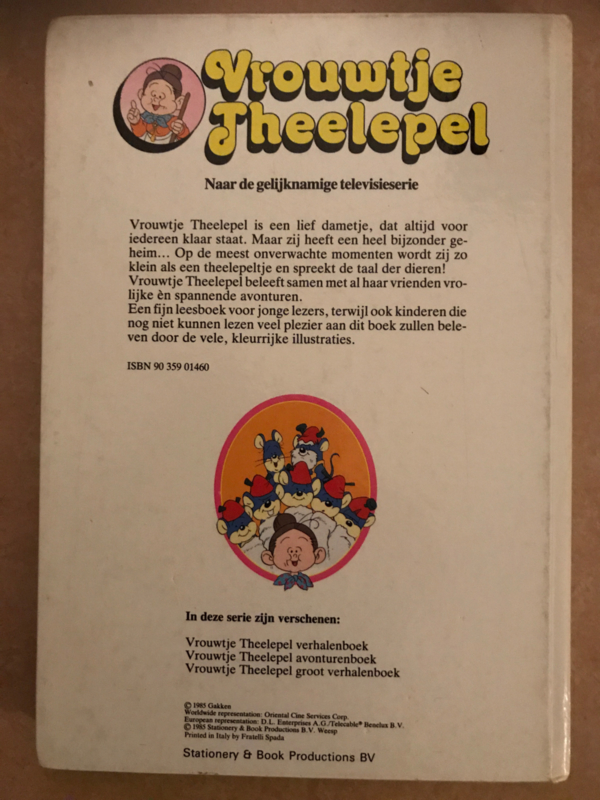 Vrouwtje
Theelepel
Naar de gelijknamige televisieserie
Vrouwtje Theelepel is een lief dametje, dat altijd voor
iedereen klaar staat. Maar zij heeft een heel bijzonder ge-
heim... Op de meest onverwachte momenten wordt zij zo
klein als een theelepeltje en spreekt de taal der dieren!
Vrouwtje Theelepel beleeft samen met al haar vrienden vro-
lijke èn spannende avonturen.
Een fijn leesboek voor jonge lezers, terwijl ook kinderen die
nog niet kunnen lezen veel plezier aan dit boek zullen bele-
ven door de vele, kleurrijke illustraties.
ISBN 90 359 01460
In deze serie zijn verschenen:
Vrouwtje Theelepel verhalenboek
Vrouwtje Theelepel avonturenboek
Vrouwtje Theelepel groot verhalenboek
© 1985 Gakken
Worldwide representation: Oriental Cine Services Corp.
European representation: D.L. Enterprises A.G./Telecable® Benelux B.V.
© 1985 Stationery & Book Productions B.V. Weesp
Printed in Italy by Fratelli Spada
Stationery & Book Productions BV